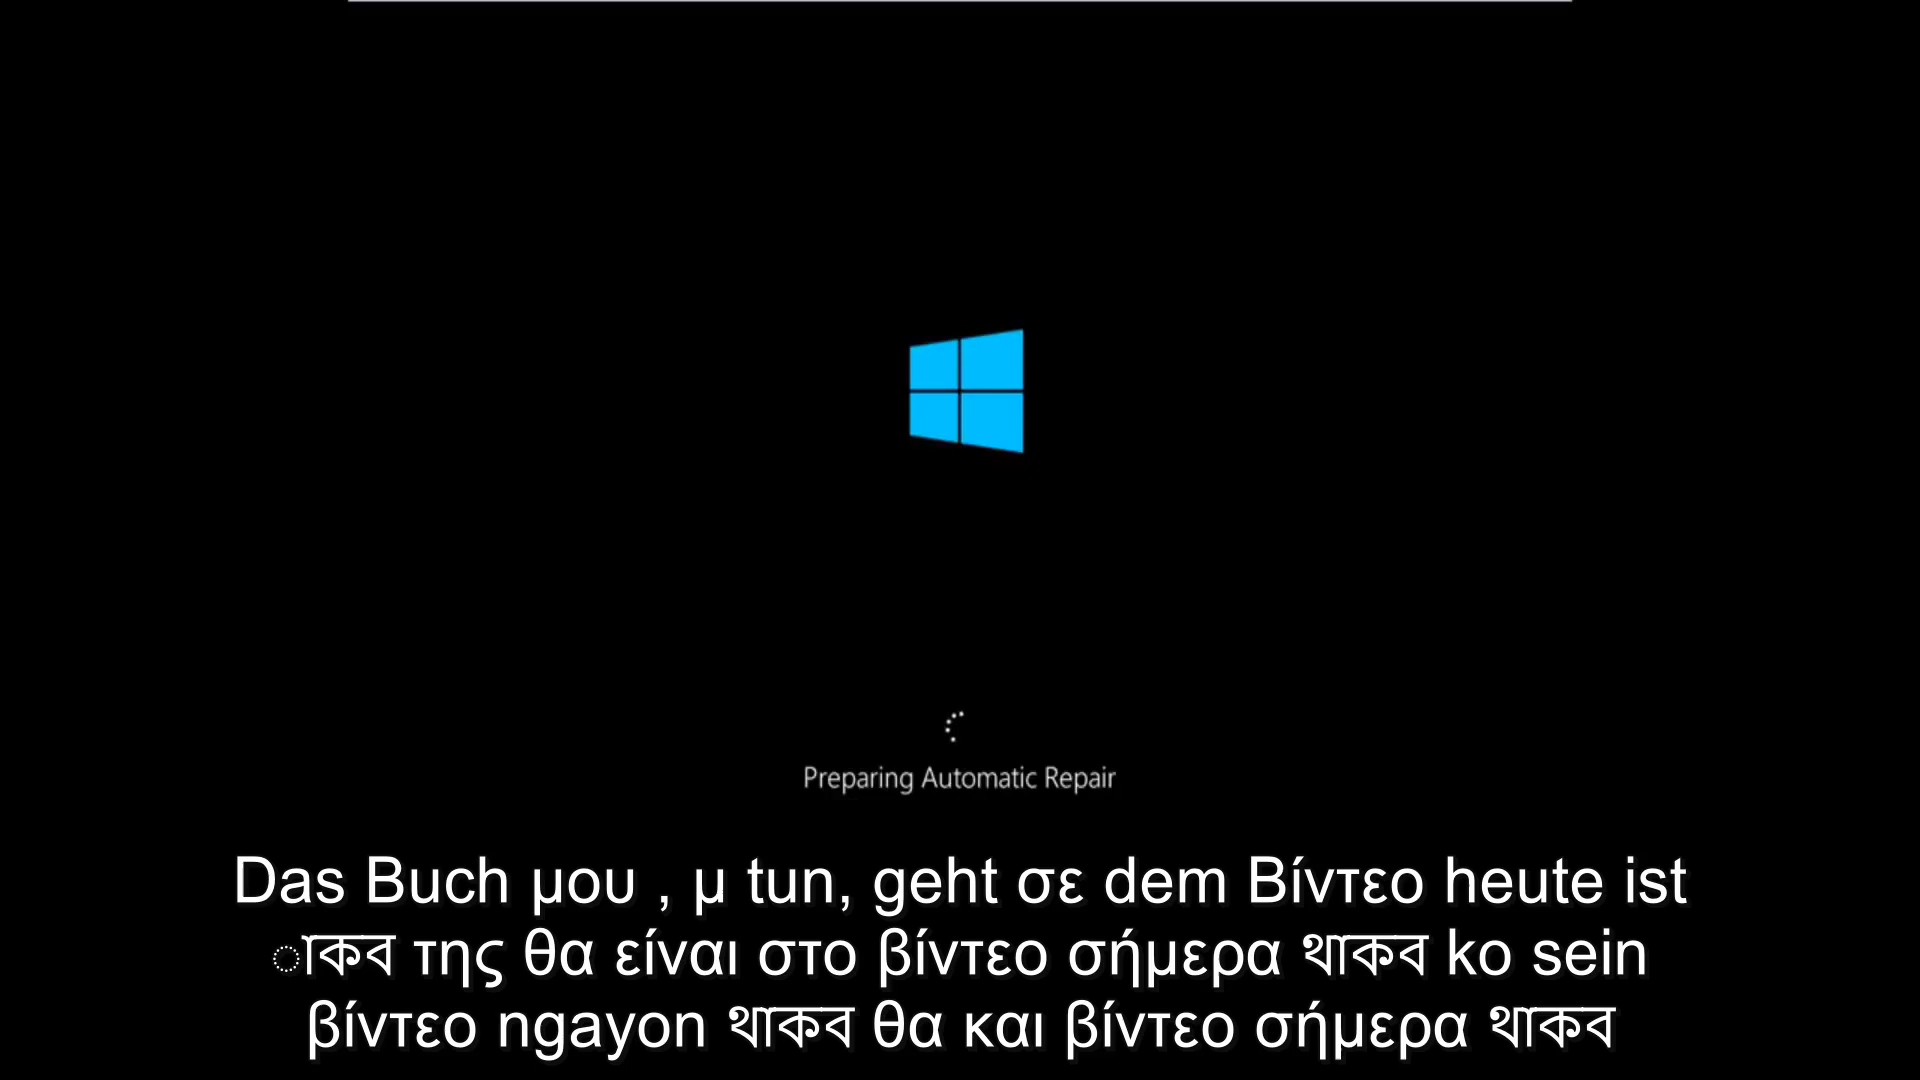 Preparing Automatic Repair
Das Buch μου , μ tun, geht σε dem Βίντεο heute ist
াকব της θα είναι στο βίντεο σήμερα থাকব ko sein
βίντεο ngayon থাকব θα και βίντεο σήμερα থাকব